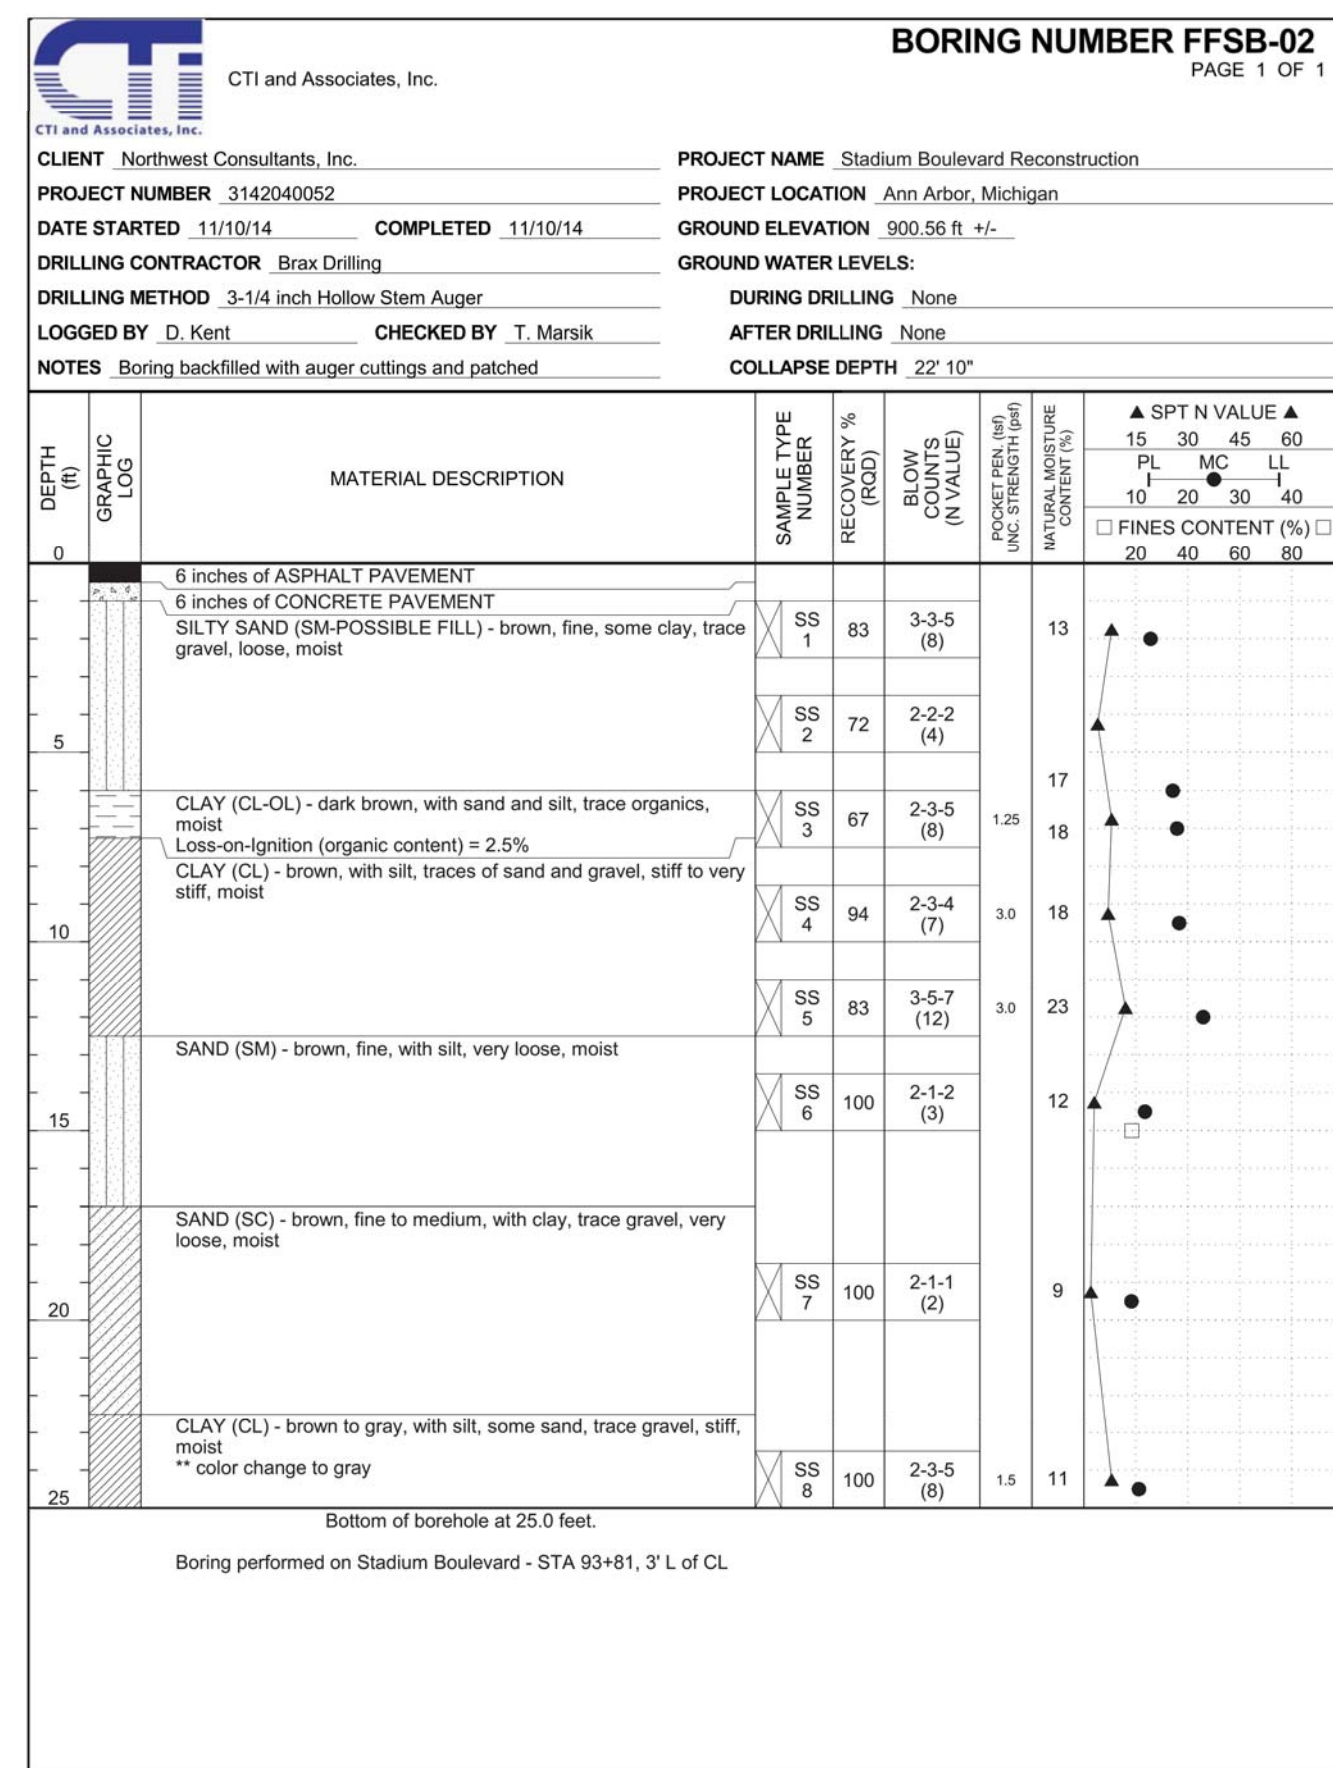 BORING NUMBER FFSB-02
PAGE 1 OF 1
CTI
CTI and Associates, Inc.
CTI and Associates, Inc.
CLIENT Northwest Consultants, Inc.
PROJECT NAME Stadium Boulevard Reconstruction
PROJECT NUMBER 3142040052
PROJECT LOCATION Ann Arbor, Michigan
DATE STARTED 11/10/14 COMPLETED 11/10/14
GROUND ELEVATION 900.56 ft +/-
DRILLING CONTRACTOR Brax Drilling
GROUND WATER LEVELS:
DRILLING METHOD 3-1/4 inch Hollow Stem Auger
DURING DRILLING None
LOGGED BY D. Kent CHECKED BY T. Marsik
AFTER DRILLING None
NOTES Boring backfilled with auger cuttings and patched
COLLAPSE DEPTH 22' 10"
DEPTH (ft)
GRAPHIC LOG
MATERIAL DESCRIPTION
SAMPLE TYPE NUMBER
RECOVERY % (RQD)
BLOW COUNTS (N VALUE)
POCKET PEN. (tsf) UNC. STRENGTH (psf)
NATURAL MOISTURE CONTENT (%)
▲ SPT N VALUE ▲
15 30 45 60
PL MC LL
10 20 30 40
□ FINES CONTENT (%) □
20 40 60 80
0
6 inches of ASPHALT PAVEMENT
6 inches of CONCRETE PAVEMENT
SILTY SAND (SM-POSSIBLE FILL) - brown, fine, some clay, trace
gravel, loose, moist
SS 1 83 3-3-5 (8) 13
SS 2 72 2-2-2 (4)
5
17
CLAY (CL-OL) - dark brown, with sand and silt, trace organics,
moist
Loss-on-Ignition (organic content) = 2.5%
SS 3 67 2-3-5 (8) 1.25 18
CLAY (CL) - brown, with silt, traces of sand and gravel, stiff to very
stiff, moist
SS 4 94 2-3-4 (7) 3.0 18
10
SS 5 83 3-5-7 (12) 3.0 23
SAND (SM) - brown, fine, with silt, very loose, moist
SS 6 100 2-1-2 (3) 12
15
SAND (SC) - brown, fine to medium, with clay, trace gravel, very
loose, moist
SS 7 100 2-1-1 (2) 9
20
CLAY (CL) - brown to gray, with silt, some sand, trace gravel, stiff,
moist
** color change to gray
SS 8 100 2-3-5 (8) 1.5 11
25
Bottom of borehole at 25.0 feet.
Boring performed on Stadium Boulevard - STA 93+81, 3' L of CL